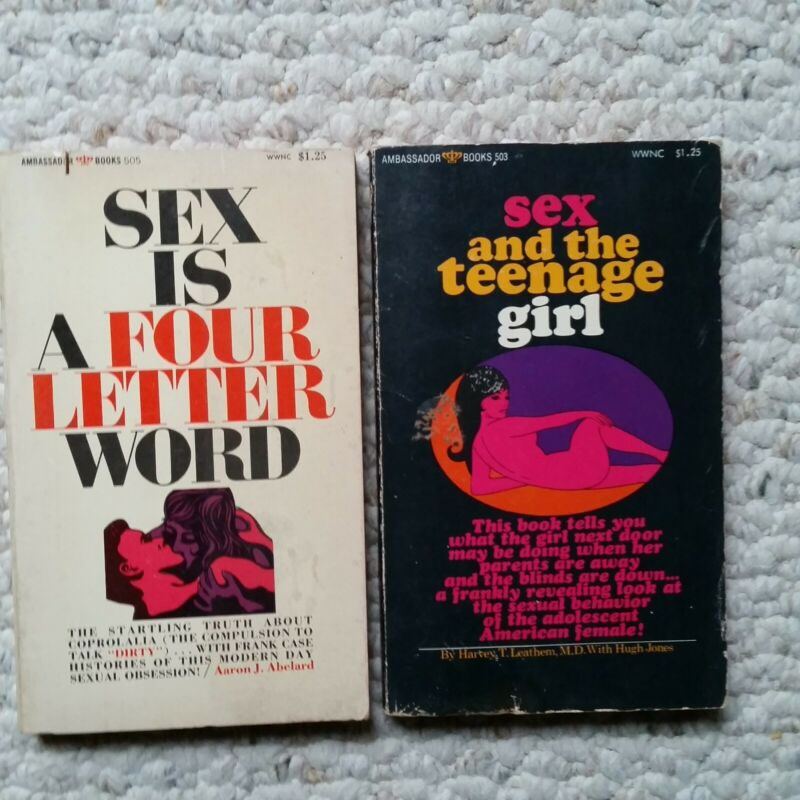 AMBASSADOR BOOKS 505 WWNC $1.25
SEX
IS
A FOUR
LETTER
WORD
THE STARTLING TRUTH ABOUT
COPROLALIA (THE COMPULSION TO
TALK "DIRTY")... WITH FRANK CASE
HISTORIES OF THIS MODERN DAY
SEXUAL OBSESSION! / Aaron J. Abelard
AMBASSADOR BOOKS 503 WWNC $1.25
sex
and the
teenage
girl
This book tells you
what the girl next door
may be doing when her
parents are away
and the blinds are down...
a frankly revealing look at
the sexual behavior
of the adolescent
American female!
By Harvey T. Leathem, M.D. With Hugh Jones